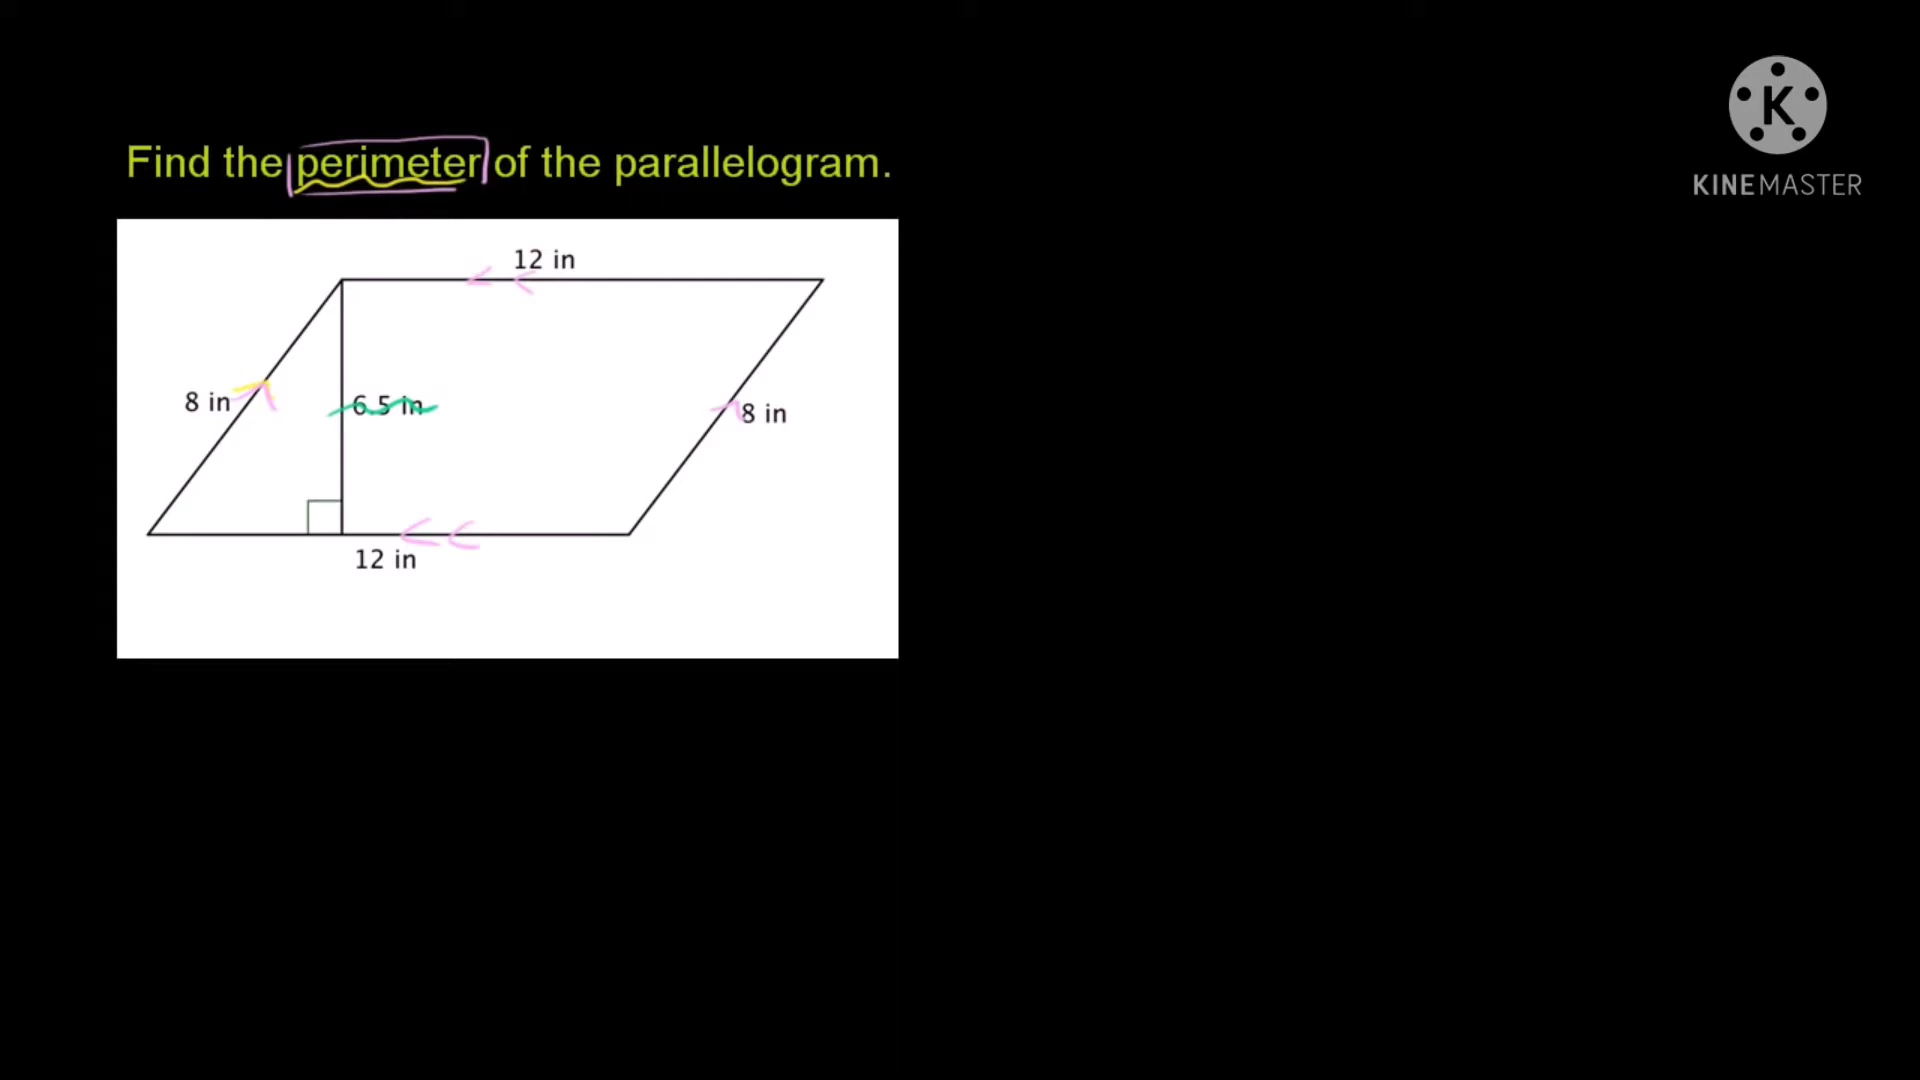 Find the perimeter of the parallelogram.
12 in
8 in
6.5 in
8 in
12 in
K
KINEMASTER